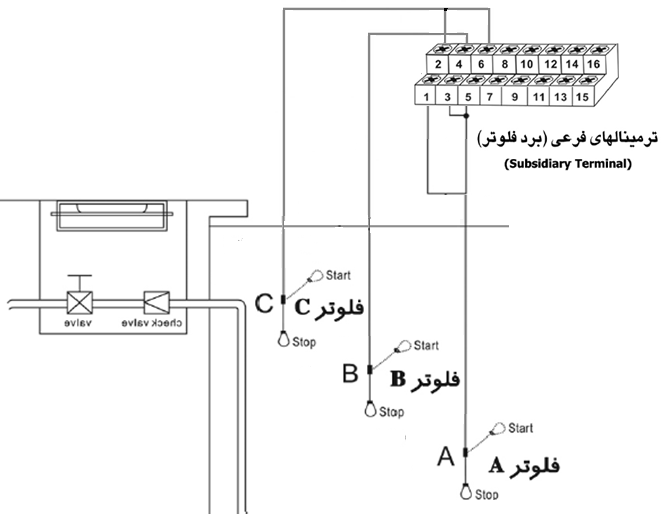 2 4 6 8 10 12 14 16
1 3 5 7 9 11 13 15
ترمینالهای فرعی (برد فلوتر)
(Subsidiary Terminal)
Start
C فلوتر C
Stop
valve
check valve
Start
B فلوتر B
Stop
Start
A فلوتر A
Stop